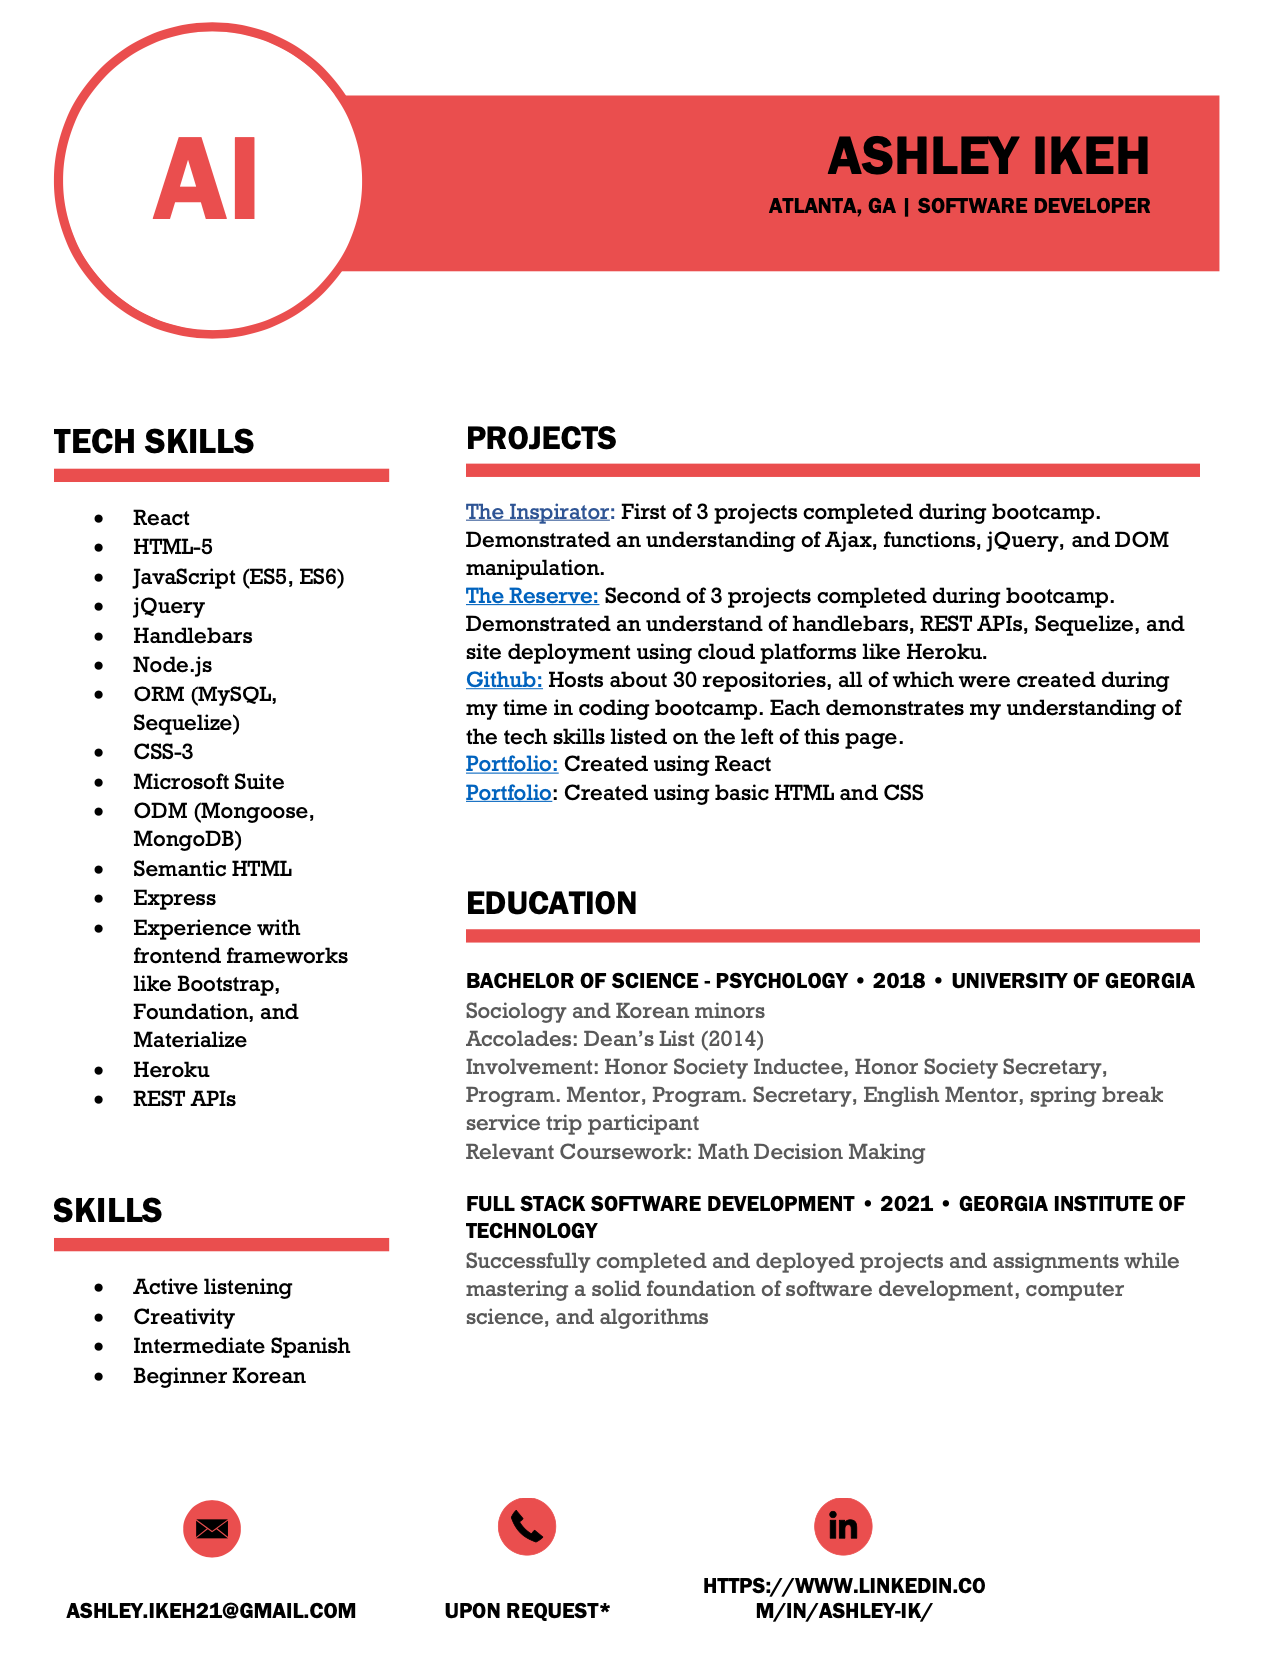 AI
ASHLEY IKEH
ATLANTA, GA | SOFTWARE DEVELOPER
TECH SKILLS
• React
• HTML-5
• JavaScript (ES5, ES6)
• jQuery
• Handlebars
• Node.js
• ORM (MySQL,
Sequelize)
• CSS-3
• Microsoft Suite
• ODM (Mongoose,
MongoDB)
• Semantic HTML
• Express
• Experience with
frontend frameworks
like Bootstrap,
Foundation, and
Materialize
• Heroku
• REST APIs
SKILLS
• Active listening
• Creativity
• Intermediate Spanish
• Beginner Korean
PROJECTS
The Inspirator: First of 3 projects completed during bootcamp.
Demonstrated an understanding of Ajax, functions, jQuery, and DOM
manipulation.
The Reserve: Second of 3 projects completed during bootcamp.
Demonstrated an understand of handlebars, REST APIs, Sequelize, and
site deployment using cloud platforms like Heroku.
Github: Hosts about 30 repositories, all of which were created during
my time in coding bootcamp. Each demonstrates my understanding of
the tech skills listed on the left of this page.
Portfolio: Created using React
Portfolio: Created using basic HTML and CSS
EDUCATION
BACHELOR OF SCIENCE - PSYCHOLOGY • 2018 • UNIVERSITY OF GEORGIA
Sociology and Korean minors
Accolades: Dean’s List (2014)
Involvement: Honor Society Inductee, Honor Society Secretary,
Program. Mentor, Program. Secretary, English Mentor, spring break
service trip participant
Relevant Coursework: Math Decision Making
FULL STACK SOFTWARE DEVELOPMENT • 2021 • GEORGIA INSTITUTE OF
TECHNOLOGY
Successfully completed and deployed projects and assignments while
mastering a solid foundation of software development, computer
science, and algorithms
ASHLEY.IKEH21@GMAIL.COM
UPON REQUEST*
in
HTTPS://WWW.LINKEDIN.CO
M/IN/ASHLEY-IK/